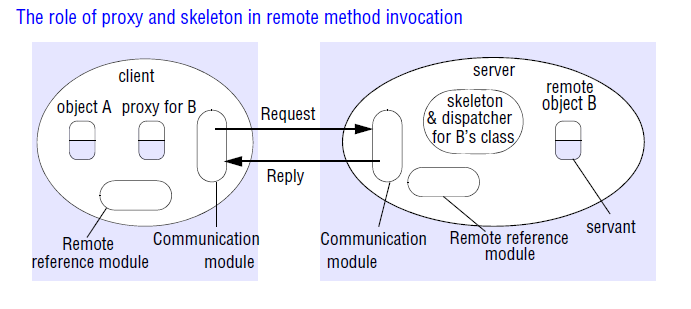 The role of proxy and skeleton in remote method invocation
client
object A
proxy for B
Request
Reply
Remote
reference module
Communication
module
server
skeleton
& dispatcher
for B's class
remote
object B
Communication
module
Remote reference
module
servant